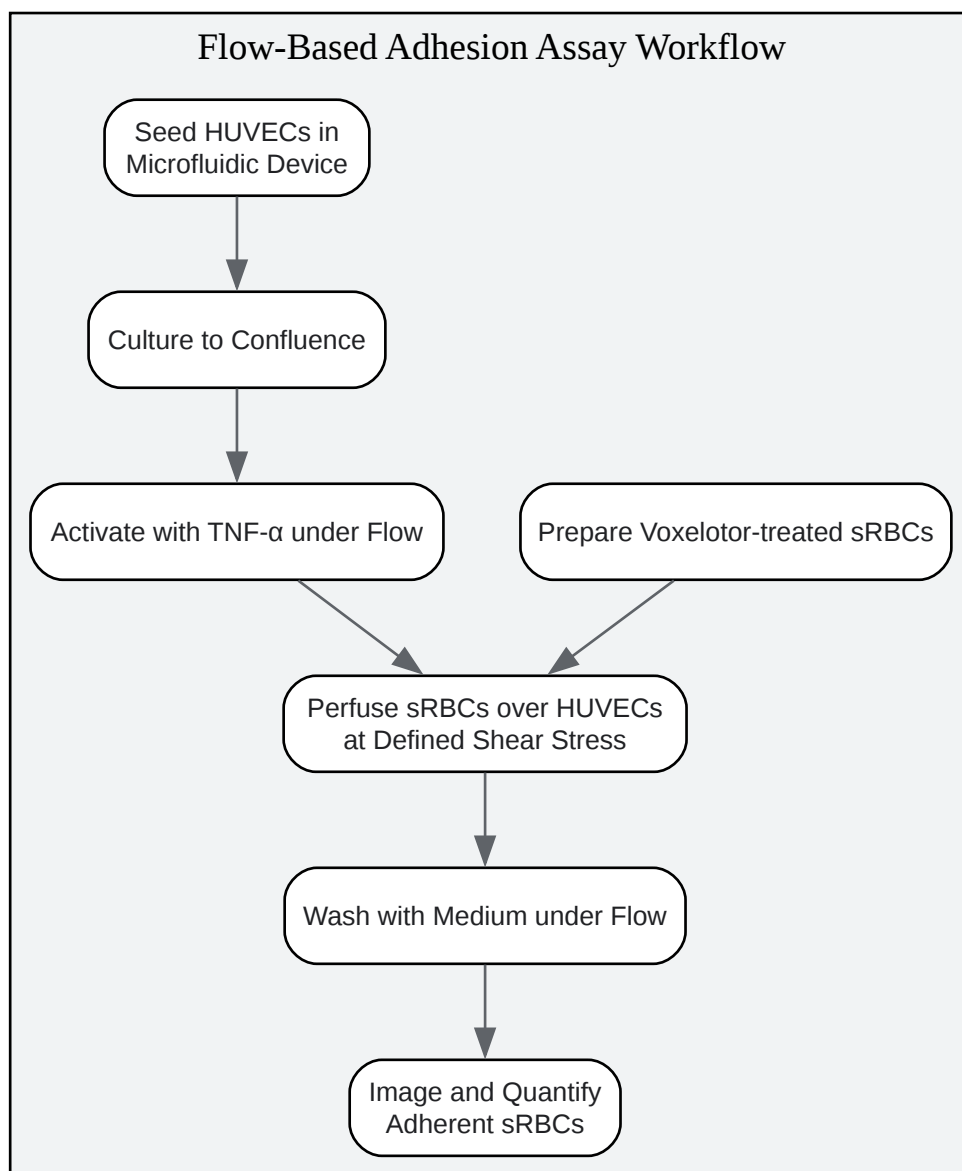 Flow-Based Adhesion Assay Workflow
Seed HUVECs in
Microfluidic Device
Culture to Confluence
Activate with TNF-α under Flow
Prepare Voxelotor-treated sRBCs
Perfuse sRBCs over HUVECs
at Defined Shear Stress
Wash with Medium under Flow
Image and Quantify
Adherent sRBCs